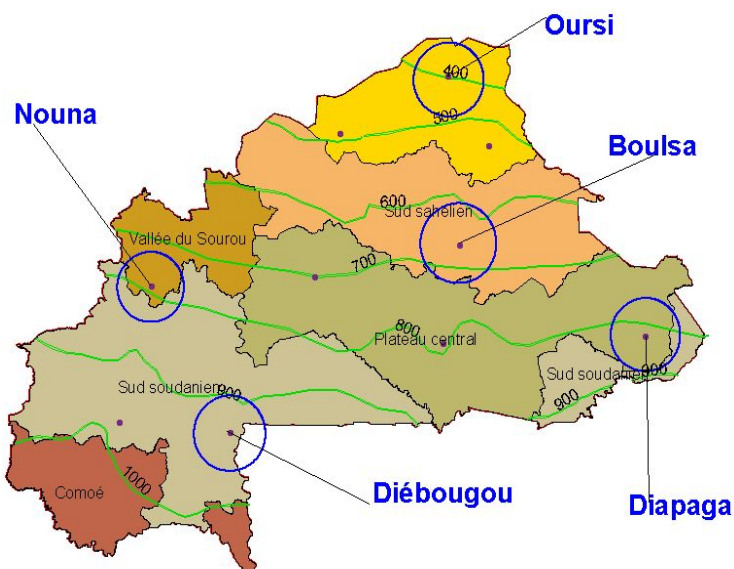 Oursi
400
Nouna
500
Boulsa
600
Sud sahelien
Vallée du Sourou
700
800
Plateau central
Sud soudanien
900
Sud soudanien
900
900
1000
Comoé
Diébougou
Diapaga